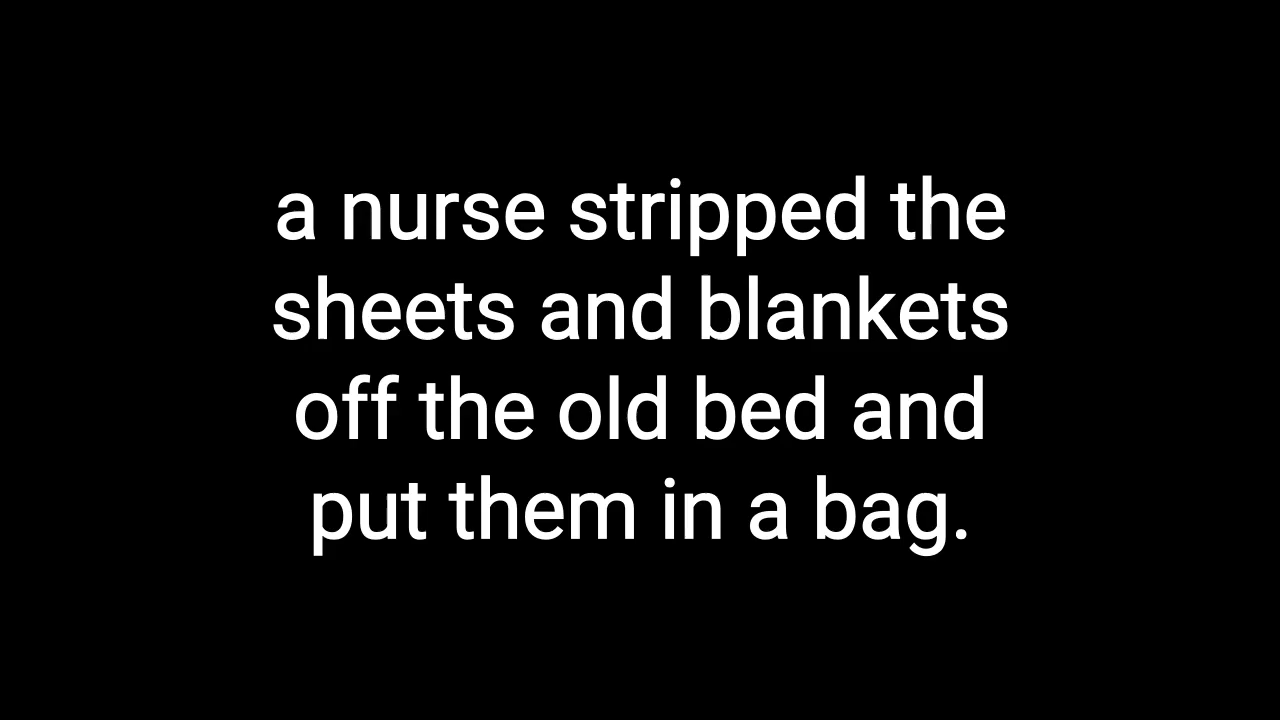 a nurse stripped the
sheets and blankets
off the old bed and
put them in a bag.